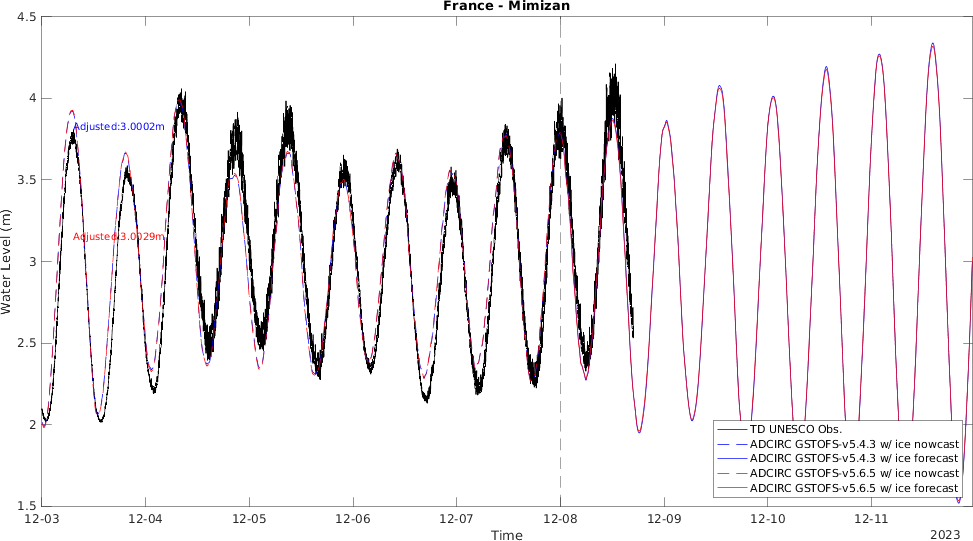 France - Mimizan
4.5
4
3.5
3
2.5
2
1.5
Water Level (m)
Adjusted:3.0002m
Adjusted:3.0029m
TD UNESCO Obs.
ADCIRC GSTOFS-v5.4.3 w/ ice nowcast
ADCIRC GSTOFS-v5.4.3 w/ ice forecast
ADCIRC GSTOFS-v5.6.5 w/ ice nowcast
ADCIRC GSTOFS-v5.6.5 w/ ice forecast
12-03 12-04 12-05 12-06 12-07 12-08 12-09 12-10 12-11
Time
2023